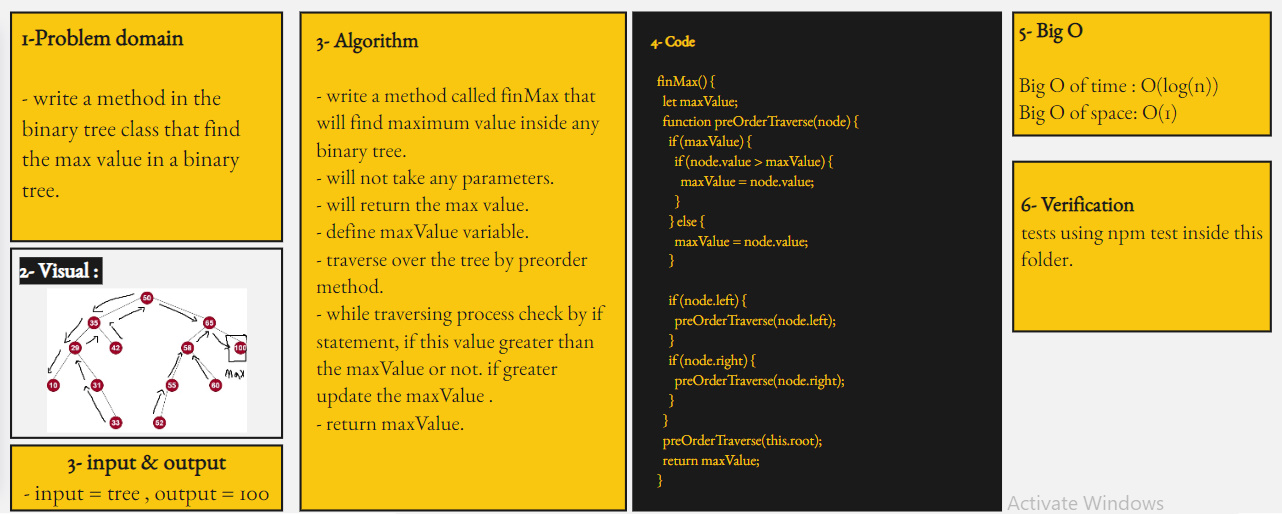 1-Problem domain
- write a method in the
binary tree class that find
the max value in a binary
tree.
2- Visual :
50
35
65
29
42
58
100
max
10
31
55
60
33
52
3- input & output
- input = tree , output = 100
3- Algorithm
- write a method called finMax that
will find maximum value inside any
binary tree.
- will not take any parameters.
- will return the max value.
- define maxValue variable.
- traverse over the tree by preorder
method.
- while traversing process check by if
statement, if this value greater than
the maxValue or not. if greater
update the maxValue .
- return maxValue.
4- Code
finMax() {
let maxValue;
function preOrderTraverse(node) {
if (maxValue) {
if (node.value > maxValue) {
maxValue = node.value;
}
} else {
maxValue = node.value;
}
if (node.left) {
preOrderTraverse(node.left);
}
if (node.right) {
preOrderTraverse(node.right);
}
}
preOrderTraverse(this.root);
return maxValue;
}
5- Big O
Big O of time : O(log(n))
Big O of space: O(1)
6- Verification
tests using npm test inside this
folder.
Activate Windows